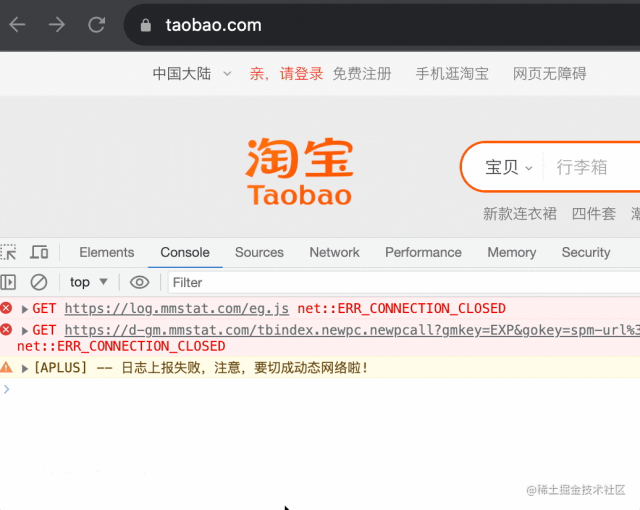 taobao.com
中国大陆 亲，请登录 免费注册 手机逛淘宝 网页无障碍
淘宝
Taobao
宝贝 行李箱
新款连衣裙 四件套
Elements Console Sources Network Performance Memory Security
top Filter
GET https://log.mmstat.com/eg.js net::ERR_CONNECTION_CLOSED
GET https://d-gm.mmstat.com/tbindex.newpc.newpcall?gmkey=EXP&gokey=spm-url%3
net::ERR_CONNECTION_CLOSED
[APLUS] -- 日志上报失败，注意，要切成动态网络啦！
@稀土掘金技术社区